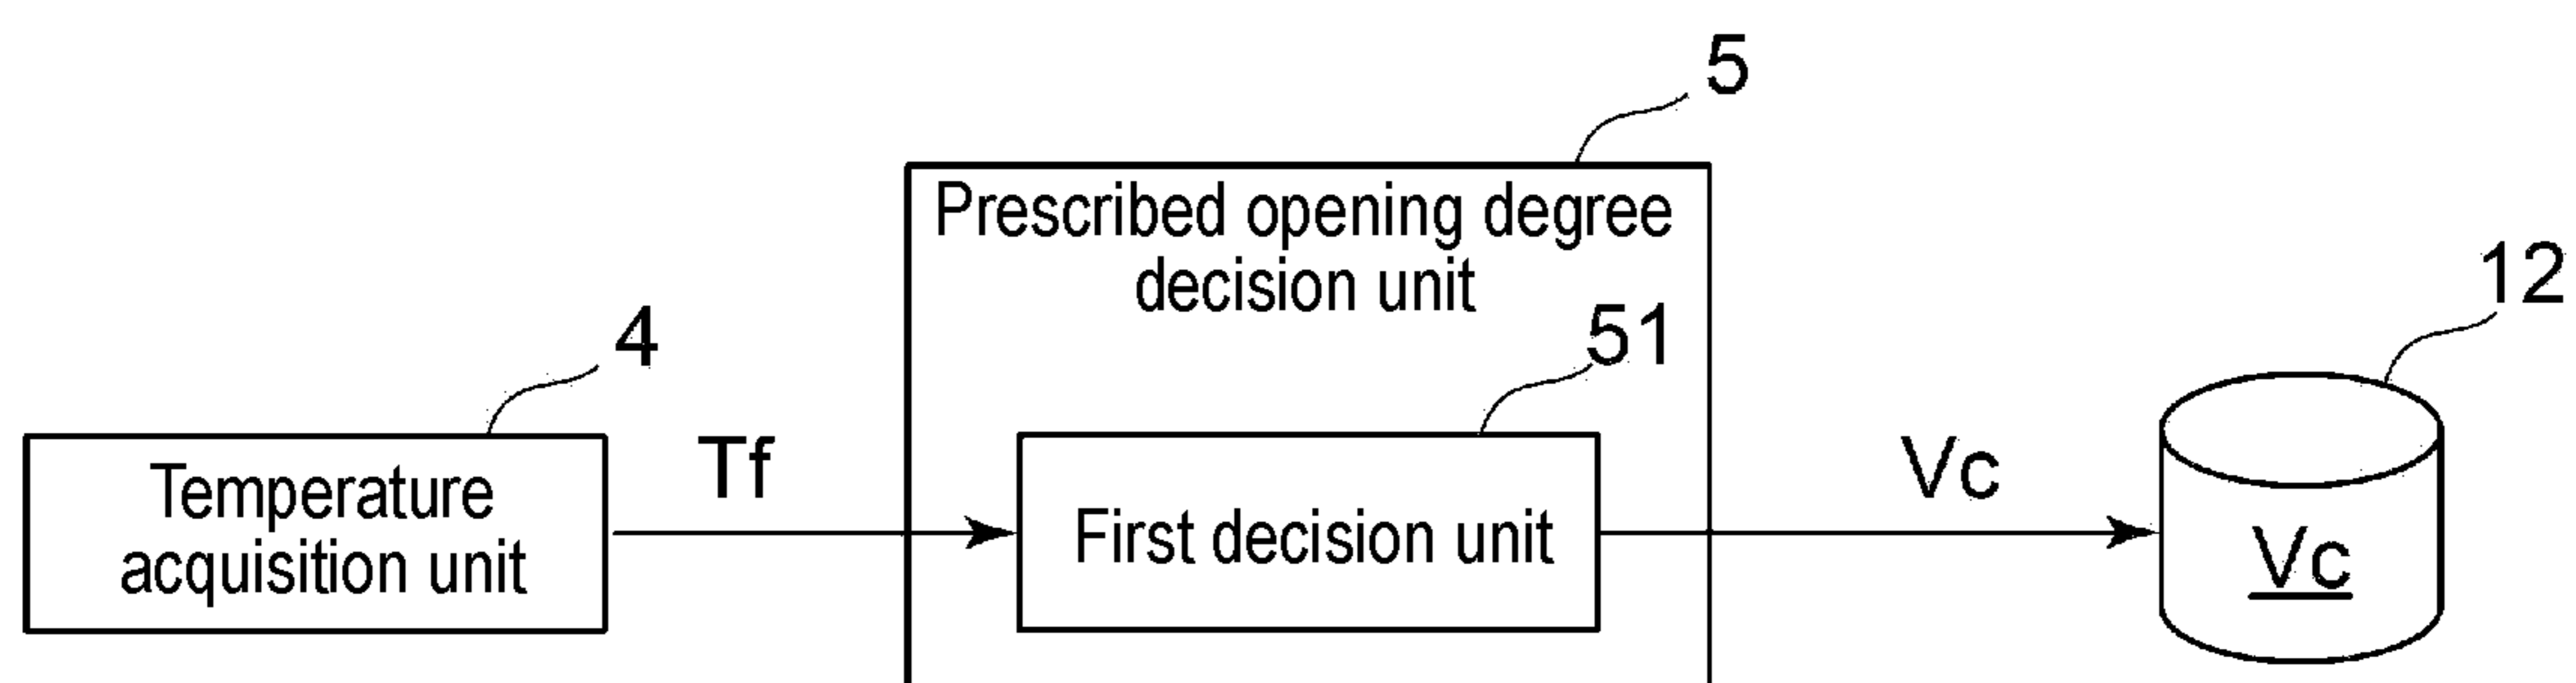 5
Prescribed opening degree
decision unit
12
4
51
Temperature
acquisition unit
Tf
First decision unit
Vc
Vc